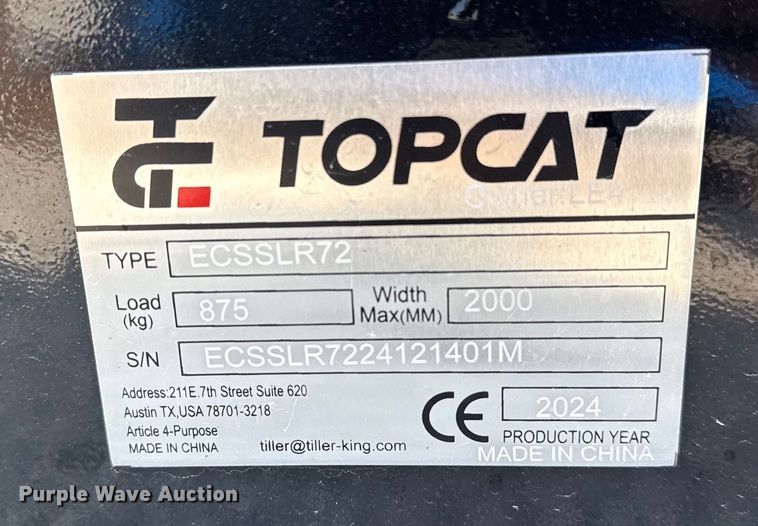 TC TOPCAT
TYPE ECSSLR72
Load (kg) 875 Width Max(MM) 2000
S/N ECSSLR7224121401M
Address:211E.7th Street Suite 620
Austin TX,USA 78701-3218
Article 4-Purpose
MADE IN CHINA tiller@tiller-king.com
CE 2024
PRODUCTION YEAR
MADE IN CHINA
Purple Wave Auction